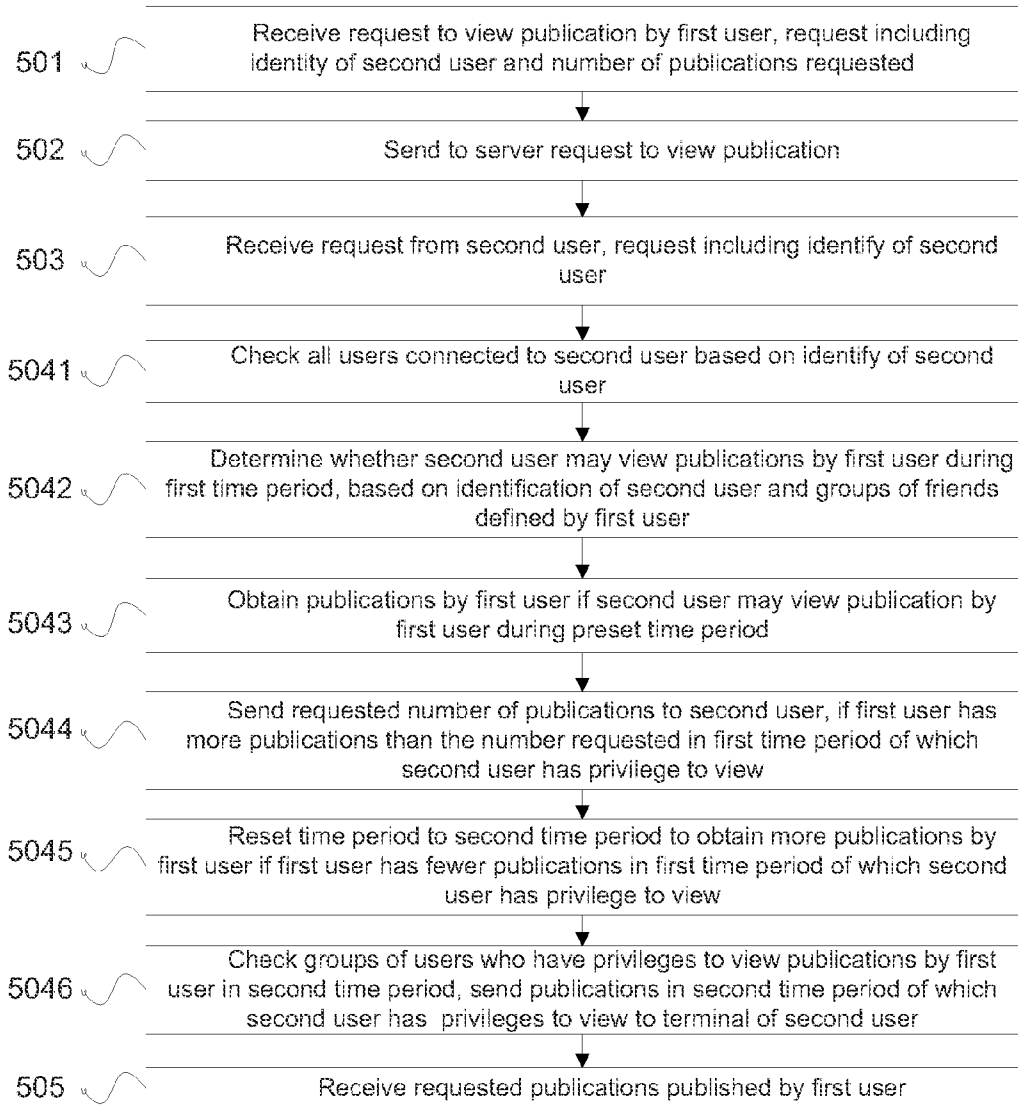 501
Receive request to view publication by first user, request including
identity of second user and number of publications requested
502
Send to server request to view publication
503
Receive request from second user, request including identify of second
user
5041
Check all users connected to second user based on identify of second
user
5042
Determine whether second user may view publications by first user during
first time period, based on identification of second user and groups of friends
defined by first user
5043
Obtain publications by first user if second user may view publication by
first user during preset time period
5044
Send requested number of publications to second user, if first user has
more publications than the number requested in first time period of which
second user has privilege to view
5045
Reset time period to second time period to obtain more publications by
first user if first user has fewer publications in first time period of which second
user has privilege to view
5046
Check groups of users who have privileges to view publications by first
user in second time period, send publications in second time period of which
second user has privileges to view to terminal of second user
505
Receive requested publications published by first user